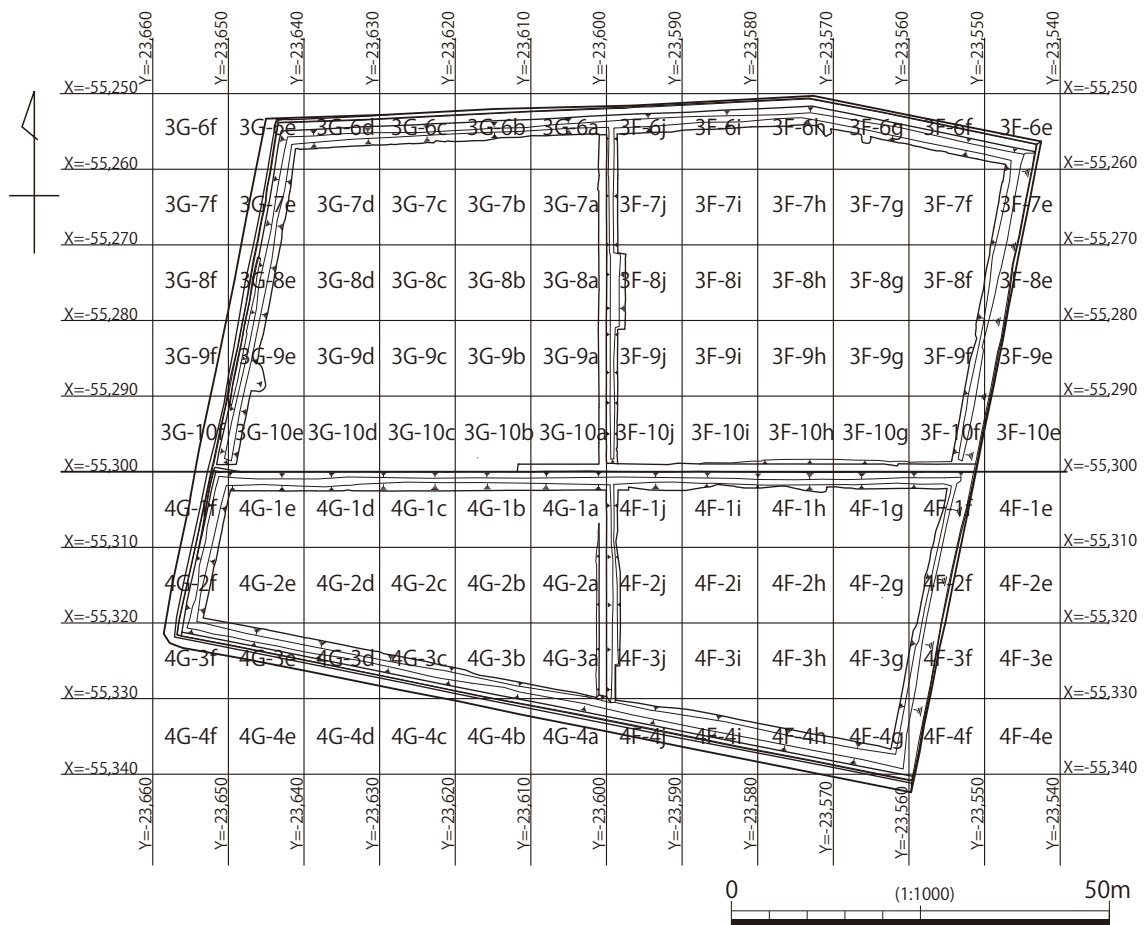 Y=-23,660 Y=-23,650 Y=-23,640 Y=-23,630 Y=-23,620 Y=-23,610 Y=-23,600 Y=-23,590 Y=-23,580 Y=-23,570 Y=-23,560 Y=-23,550 Y=-23,540
X=-55,250 X=-55,250
3G-6f 3G-6e 3G-6d 3G-6c 3G-6b 3G-6a 3F-6j 3F-6i 3F-6h 3F-6g 3F-6f 3F-6e
X=-55,260 X=-55,260
3G-7f 3G-7e 3G-7d 3G-7c 3G-7b 3G-7a 3F-7j 3F-7i 3F-7h 3F-7g 3F-7f 3F-7e
X=-55,270 X=-55,270
3G-8f 3G-8e 3G-8d 3G-8c 3G-8b 3G-8a 3F-8j 3F-8i 3F-8h 3F-8g 3F-8f 3F-8e
X=-55,280 X=-55,280
3G-9f 3G-9e 3G-9d 3G-9c 3G-9b 3G-9a 3F-9j 3F-9i 3F-9h 3F-9g 3F-9f 3F-9e
X=-55,290 X=-55,290
3G-10f 3G-10e 3G-10d 3G-10c 3G-10b 3G-10a 3F-10j 3F-10i 3F-10h 3F-10g 3F-10f 3F-10e
X=-55,300 X=-55,300
4G-1f 4G-1e 4G-1d 4G-1c 4G-1b 4G-1a 4F-1j 4F-1i 4F-1h 4F-1g 4F-1f 4F-1e
X=-55,310 X=-55,310
4G-2f 4G-2e 4G-2d 4G-2c 4G-2b 4G-2a 4F-2j 4F-2i 4F-2h 4F-2g 4F-2f 4F-2e
X=-55,320 X=-55,320
4G-3f 4G-3e 4G-3d 4G-3c 4G-3b 4G-3a 4F-3j 4F-3i 4F-3h 4F-3g 4F-3f 4F-3e
X=-55,330 X=-55,330
4G-4f 4G-4e 4G-4d 4G-4c 4G-4b 4G-4a 4F-4j 4F-4i 4F-4h 4F-4g 4F-4f 4F-4e
X=-55,340 X=-55,340
Y=-23,660 Y=-23,650 Y=-23,640 Y=-23,630 Y=-23,620 Y=-23,610 Y=-23,600 Y=-23,590 Y=-23,580 Y=-23,570 Y=-23,560 Y=-23,550 Y=-23,540
0 (1:1000) 50m